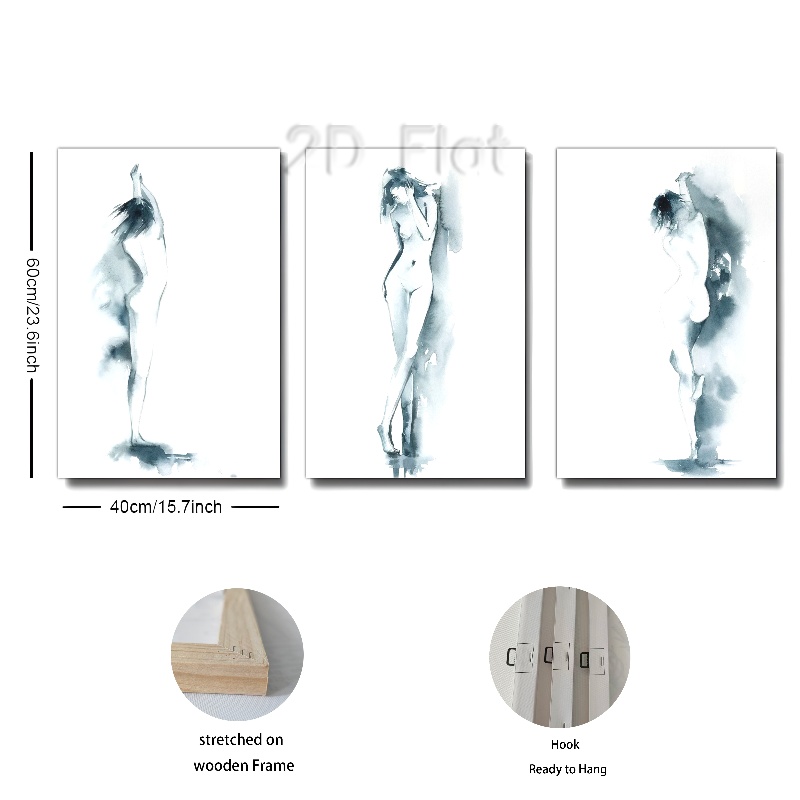 2D Flat
60cm/23.6inch
40cm/15.7inch
stretched on
wooden Frame
Hook
Ready to Hang